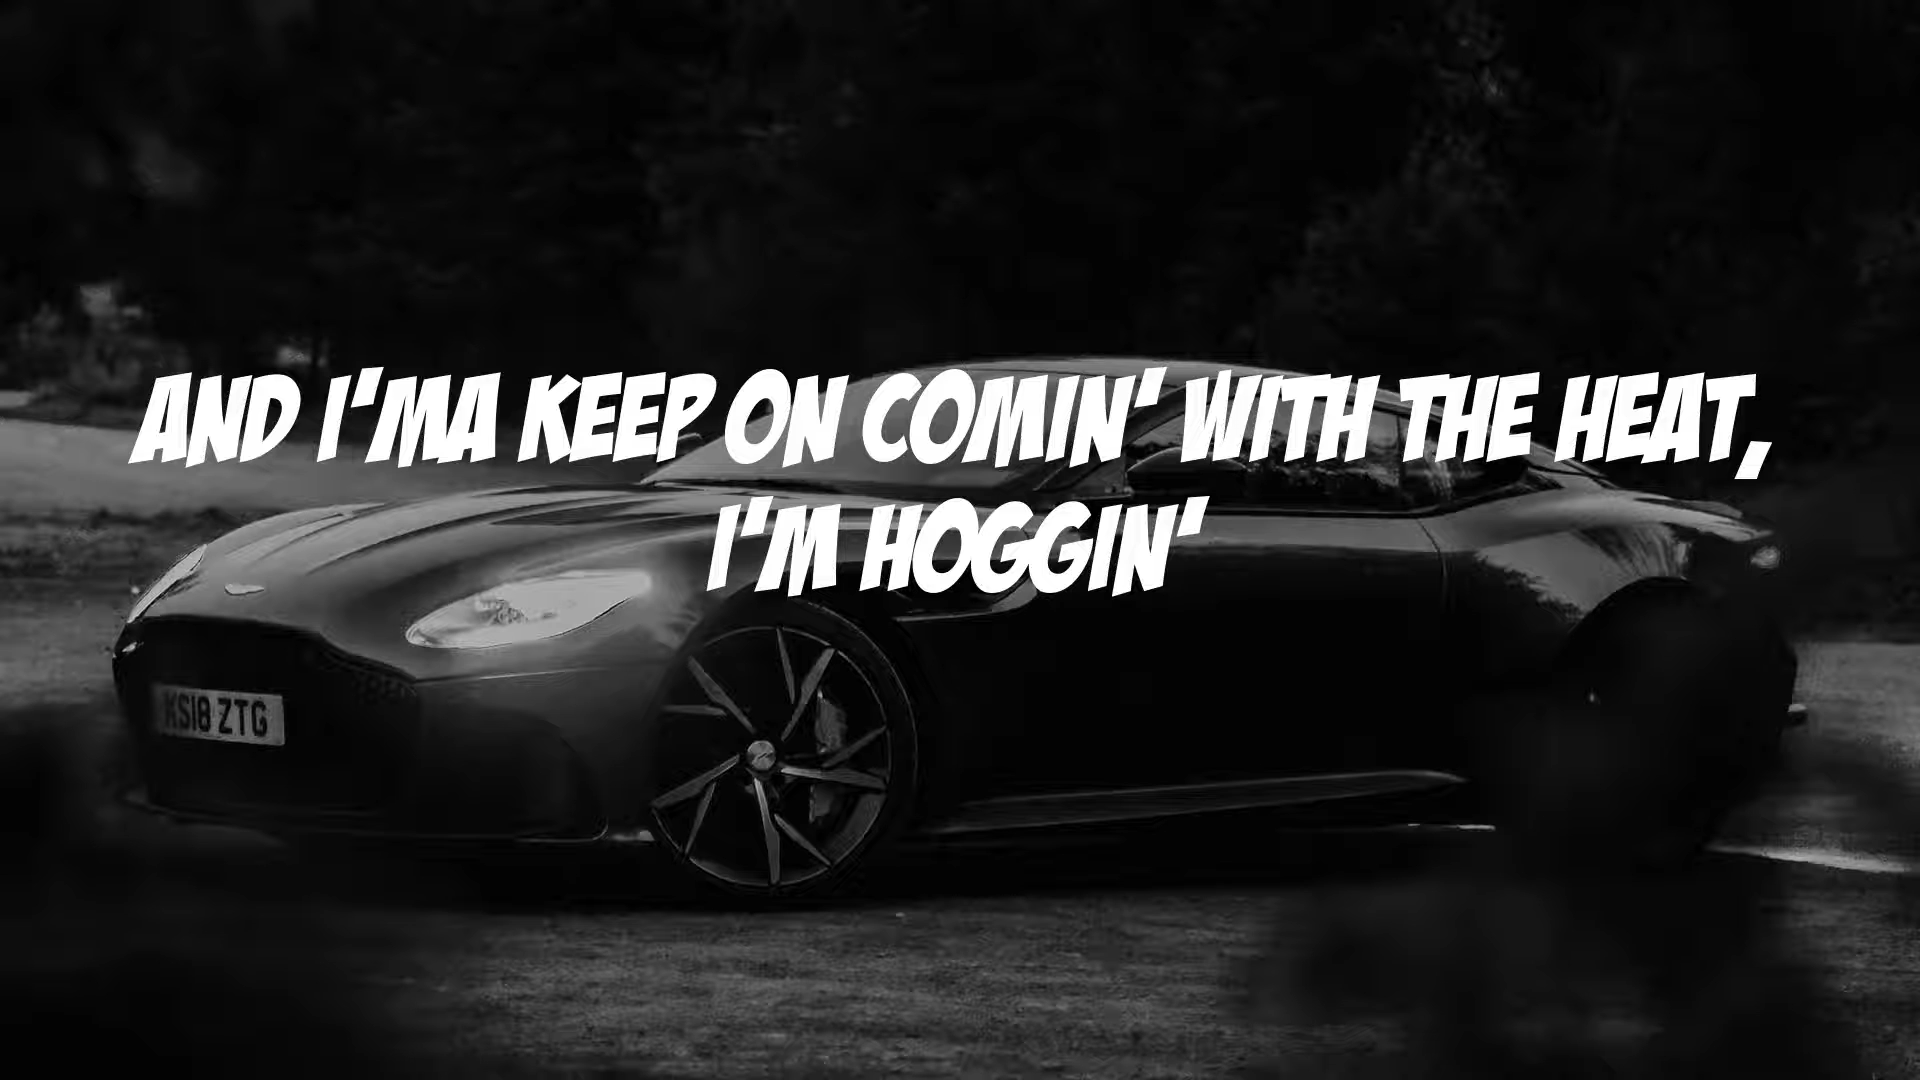 AND I'MA KEEP ON COMIN' WITH THE HEAT,
I'M HOGGIN'
KS18 ZTG